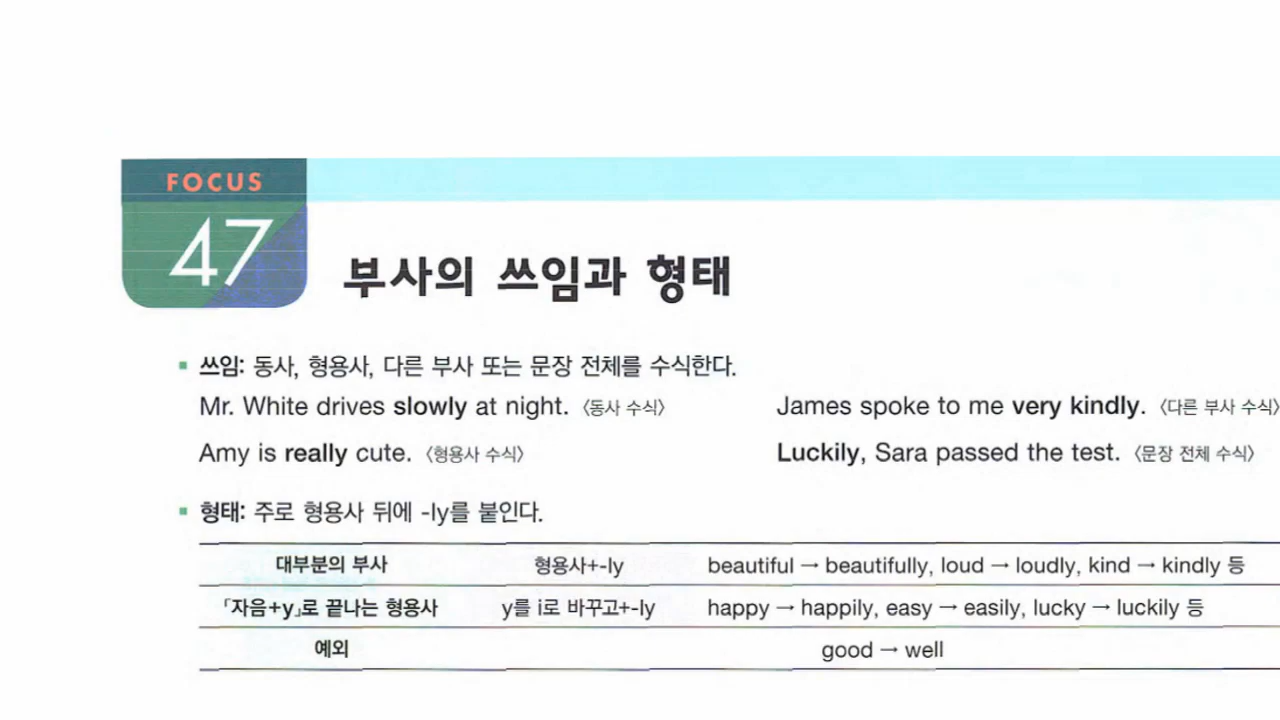 FOCUS
47
부사의 쓰임과 형태
▪ 쓰임: 동사, 형용사, 다른 부사 또는 문장 전체를 수식한다.
Mr. White drives slowly at night. 〈동사 수식〉 James spoke to me very kindly. 〈다른 부사 수식〉
Amy is really cute. 〈형용사 수식〉 Luckily, Sara passed the test. 〈문장 전체 수식〉
▪ 형태: 주로 형용사 뒤에 -ly를 붙인다.
대부분의 부사 형용사+-ly beautiful → beautifully, loud → loudly, kind → kindly 등
「자음+y」로 끝나는 형용사 y를 i로 바꾸고+-ly happy → happily, easy → easily, lucky → luckily 등
예외 good → well